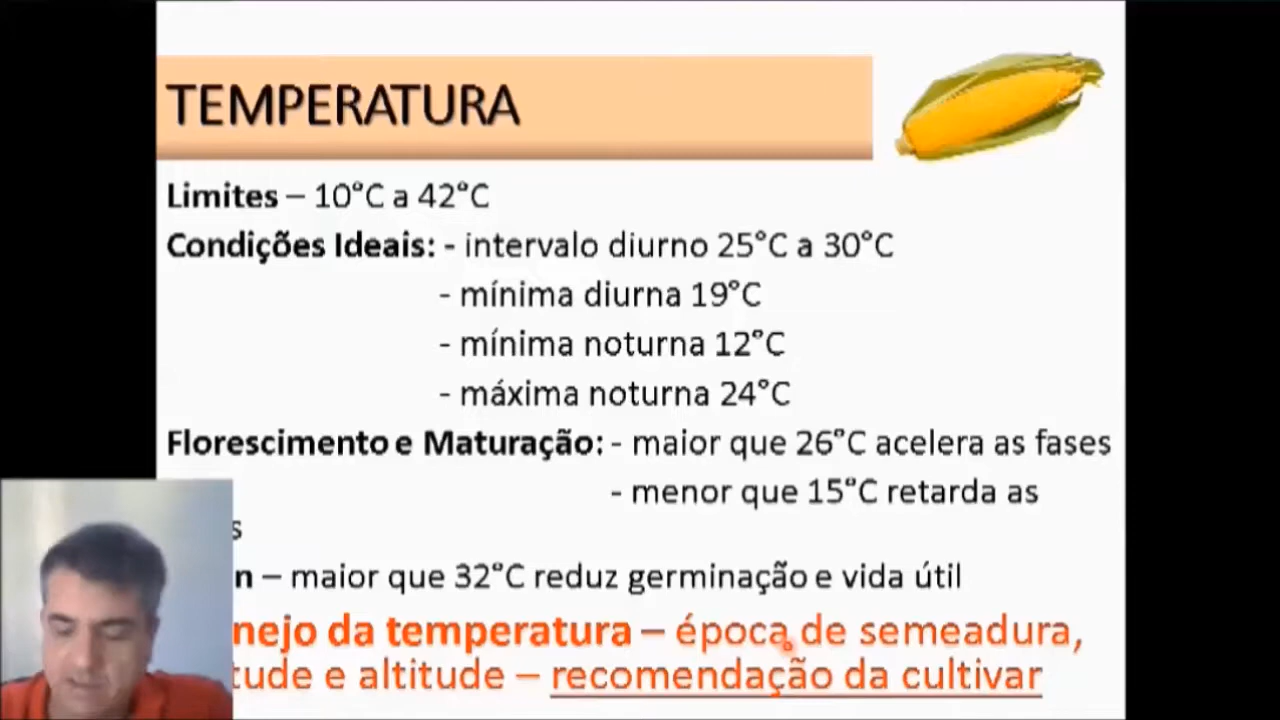 TEMPERATURA
Limites – 10°C a 42°C
Condições Ideais: - intervalo diurno 25°C a 30°C
- mínima diurna 19°C
- mínima noturna 12°C
- máxima noturna 24°C
Florescimento e Maturação: - maior que 26°C acelera as fases
- menor que 15°C retarda as
s
n – maior que 32°C reduz germinação e vida útil
nejo da temperatura – época de semeadura,
tude e altitude – recomendação da cultivar